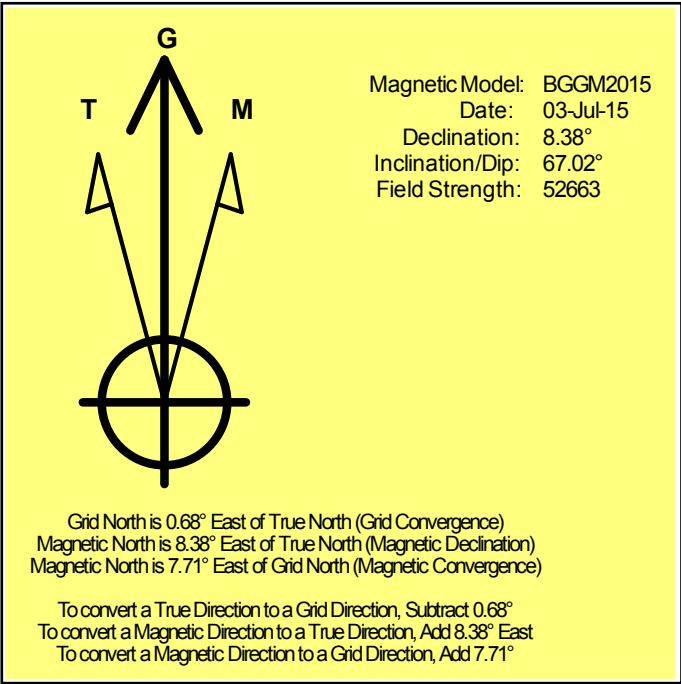 G
T M
Magnetic Model: BGGM2015
Date: 03-Jul-15
Declination: 8.38°
Inclination/Dip: 67.02°
Field Strength: 52663
Grid North is 0.68° East of True North (Grid Convergence)
Magnetic North is 8.38° East of True North (Magnetic Declination)
Magnetic North is 7.71° East of Grid North (Magnetic Convergence)
To convert a True Direction to a Grid Direction, Subtract 0.68°
To convert a Magnetic Direction to a True Direction, Add 8.38° East
To convert a Magnetic Direction to a Grid Direction, Add 7.71°